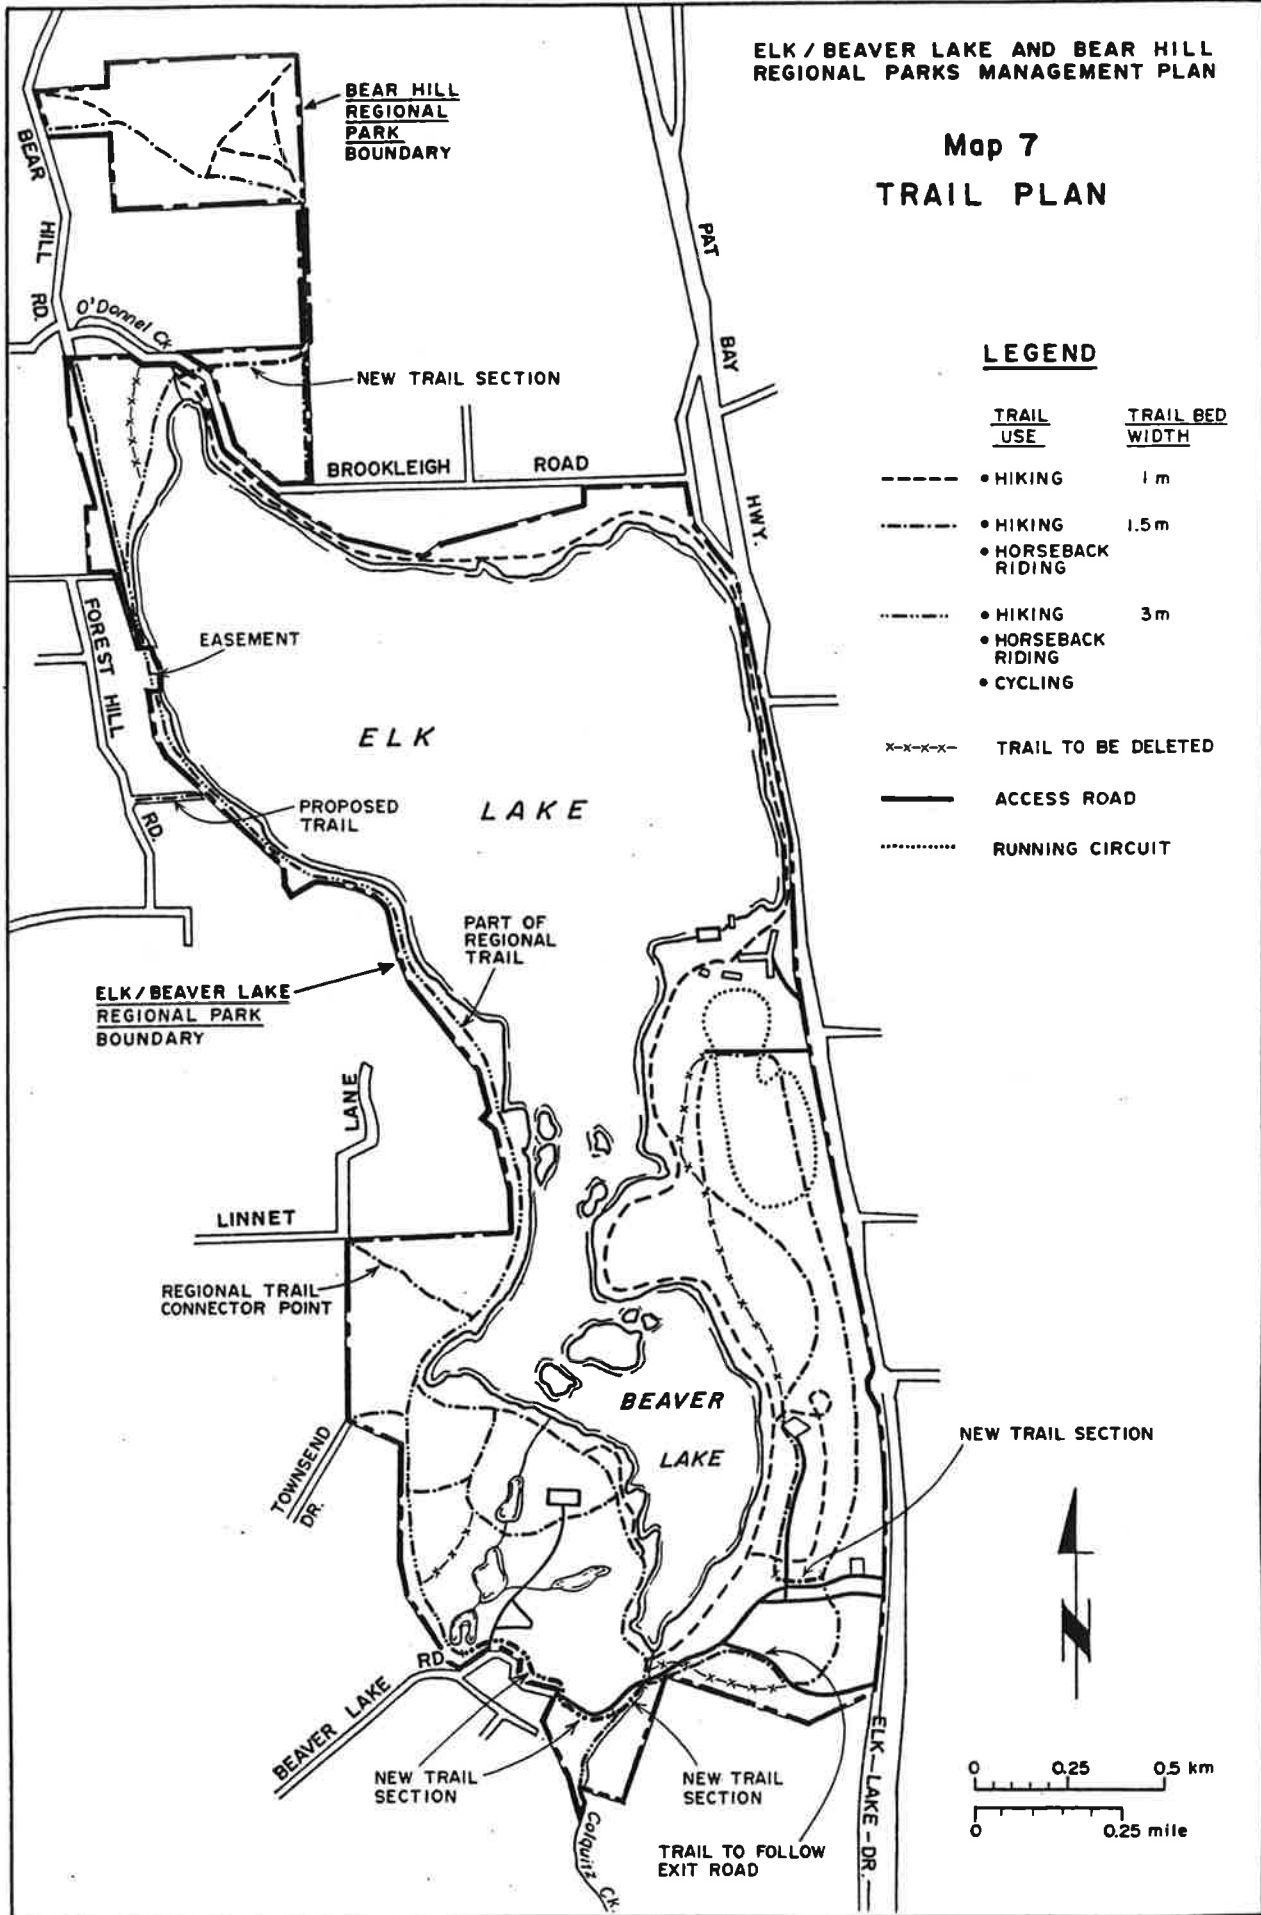 ELK / BEAVER LAKE AND BEAR HILL
REGIONAL PARKS MANAGEMENT PLAN
Map 7
TRAIL PLAN
BEAR HILL
REGIONAL
PARK
BOUNDARY
BEAR HILL RD.
O'Donnel Ck
NEW TRAIL SECTION
PAT BAY HWY.
BROOKLEIGH ROAD
LEGEND
TRAIL USE
TRAIL BED WIDTH
• HIKING 1 m
• HIKING 1.5m
• HORSEBACK
RIDING
• HIKING 3m
• HORSEBACK
RIDING
• CYCLING
x-x-x-x- TRAIL TO BE DELETED
ACCESS ROAD
RUNNING CIRCUIT
FOREST HILL RD.
EASEMENT
ELK
LAKE
PROPOSED
TRAIL
PART OF
REGIONAL
TRAIL
ELK/BEAVER LAKE
REGIONAL PARK
BOUNDARY
LANE
LINNET
REGIONAL TRAIL
CONNECTOR POINT
BEAVER
LAKE
NEW TRAIL SECTION
TOWNSEND
DR.
BEAVER LAKE RD
NEW TRAIL
SECTION
NEW TRAIL
SECTION
TRAIL TO FOLLOW
EXIT ROAD
Colquitz Ck.
ELK-LAKE-DR.
N
0 0.25 0.5 km
0 0.25 mile